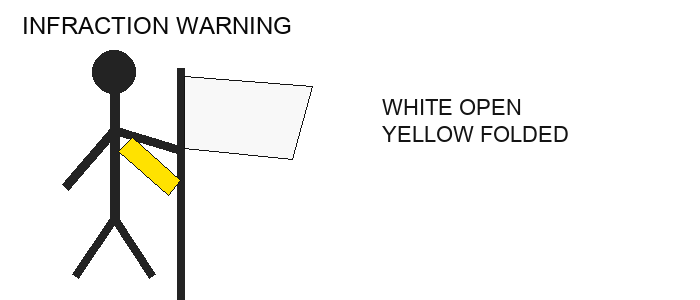 INFRACTION WARNING
WHITE OPEN
YELLOW FOLDED